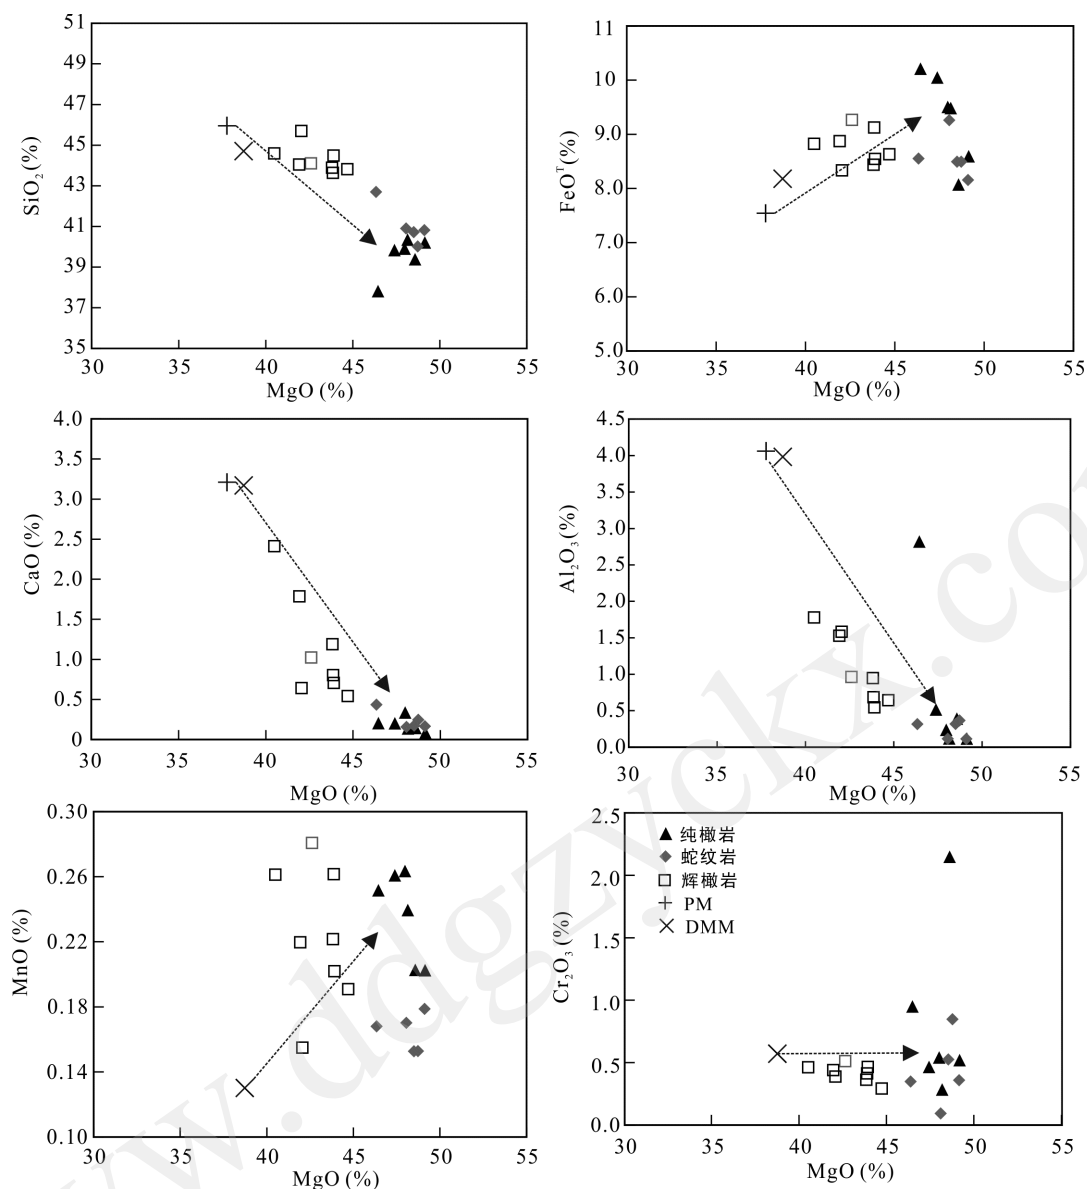 51
49
47
45
43
41
39
37
35
SiO2 (%)
30 35 40 45 50 55
MgO (%)
11
10
9.0
8.0
7.0
6.0
5.0
FeO^T (%)
30 35 40 45 50 55
MgO (%)
4.0
3.5
3.0
2.5
2.0
1.5
1.0
0.5
0
CaO (%)
30 35 40 45 50 55
MgO (%)
4.5
4.0
3.5
3.0
2.5
2.0
1.5
1.0
0.5
0.0
Al2O3 (%)
30 35 40 45 50 55
MgO (%)
0.30
0.26
0.22
0.18
0.14
0.10
MnO (%)
30 35 40 45 50 55
MgO (%)
2.5
2.0
1.5
1.0
0.5
0.0
Cr2O3 (%)
纯橄岩
蛇纹岩
辉橄岩
PM
DMM
30 35 40 45 50 55
MgO (%)
www.ddgzyckx.com